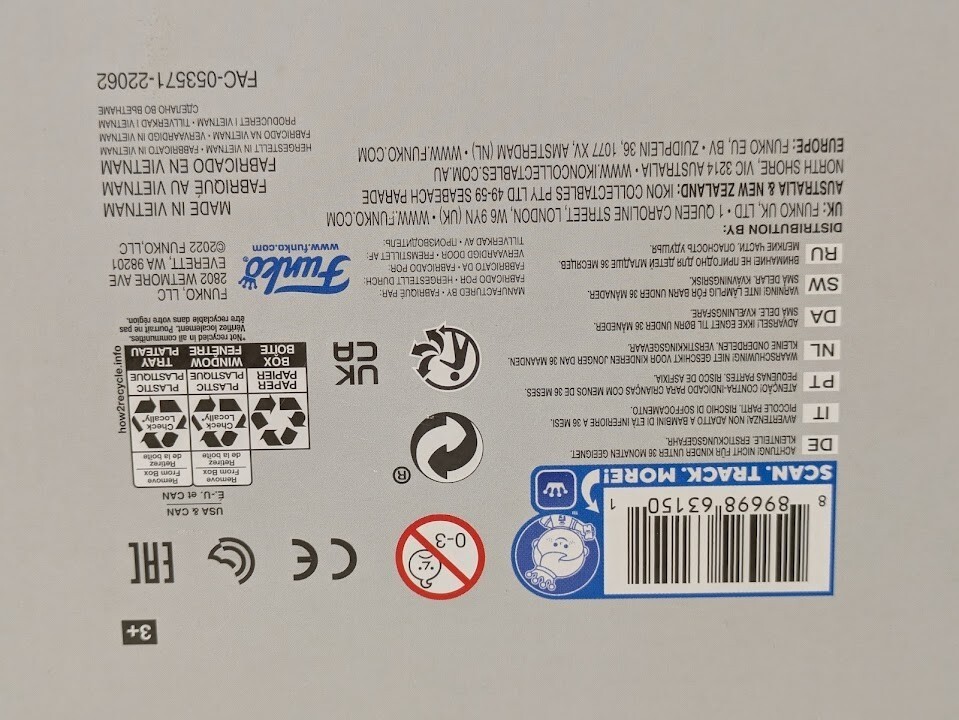 3+
0-3
CE
EAC
8 89698 63150 1
SCAN. TRACK. MORE!
DE ACHTUNG! NICHT FÜR KINDER UNTER 36 MONATEN GEEIGNET.
KLEINTEILE. ERSTICKUNGSGEFAHR.
IT AVVERTENZA! NON ADATTO A BAMBINI DI ETÀ INFERIORE A 36 MESI.
PICCOLE PARTI. RISCHIO DI SOFFOCAMENTO.
PT ATENÇÃO! CONTRA-INDICADO PARA CRIANÇAS COM MENOS DE 36 MESES.
PEQUENAS PARTES. RISCO DE ASFIXIA.
NL WAARSCHUWING! NIET GESCHIKT VOOR KINDEREN JONGER DAN 36 MAANDEN.
KLEINE ONDERDELEN. VERSTIKKINGSGEVAAR.
DA ADVARSEL! EGNER IKKE EGNET TIL BØRN UNDER 36 MÅNEDER.
SMÅ DELE. KVÆLNINGSFARE.
SW VARNING! INTE LÄMPLIG FÖR BARN UNDER 36 MÅNADER.
SMÅ DELAR. KVÄVNINGSRISK.
RU ВНИМАНИЕ! НЕ ПРИГОДНО ДЛЯ ДЕТЕЙ МЛАДШЕ 36 МЕСЯЦЕВ.
МЕЛКИЕ ЧАСТИ. ОПАСНОСТЬ УДУШЬЯ.
®
UK
CA
USA & CAN
E.-U. et CAN
Remove From Box
Retirez de la boîte
Remove From Box
Retirez de la boîte
Check Locally*
Check Locally*
PAPER PAPIER
PLASTIC PLASTIQUE
PLASTIC PLASTIQUE
BOX BOÎTE
WINDOW FENÊTRE
TRAY PLATEAU
*Not recycled in all communities.
Vérifiez localement. Pourrait ne pas
être recyclé dans votre région.
how2recycle.info
MANUFACTURED BY • FABRIQUÉ PAR:
FABRICADO POR • HERGESTELLT DURCH:
FABRICATO DA • FABRICADO POR:
VERVAARDIGD DOOR • FREMSTILLET AF:
TILLVERKAD AV • ПРОИЗВОДИТЕЛЬ:
Funko
www.funko.com
FUNKO, LLC
2802 WETMORE AVE
EVERETT, WA 98201
©2022 FUNKO,LLC
DISTRIBUTION BY:
UK: FUNKO UK, LTD • 1 QUEEN CAROLINE STREET, LONDON, W6 9YN (UK) • WWW.FUNKO.COM
AUSTRALIA & NEW ZEALAND: IKON COLLECTABLES PTY LTD 49-59 SEABEACH PARADE
NORTH SHORE, VIC 3214 AUSTRALIA • WWW.IKONCOLLECTABLES.COM.AU
EUROPE: FUNKO EU, BV • ZUIDPLEIN 36, 1077 XV, AMSTERDAM (NL) • WWW.FUNKO.COM
MADE IN VIETNAM
FABRIQUÉ AU VIETNAM
FABRICADO EN VIETNAM
HERGESTELLT IN VIETNAM • FABRICATO IN VIETNAM
FABRICADO NA VIETNAM • VERVAARDIGD IN VIETNAM
PRODUCERET I VIETNAM • TILLVERKAD I VIETNAM
СДЕЛАНО ВО ВЬЕТНАМЕ
FAC-053571-22062